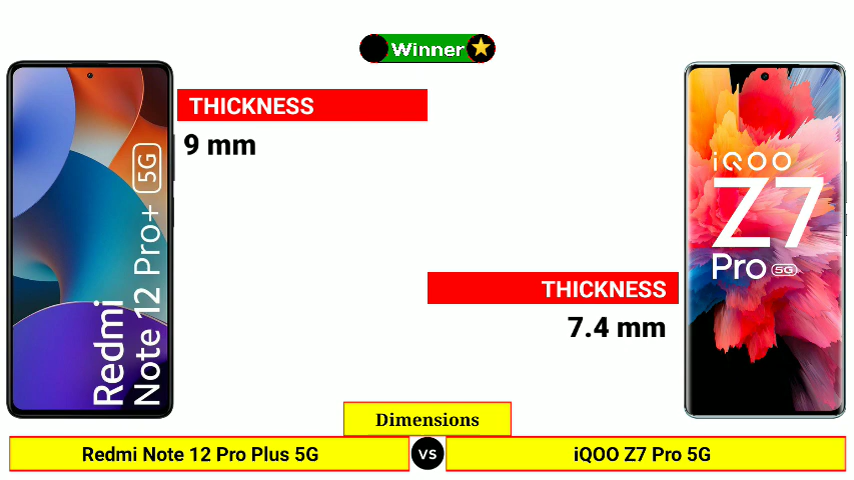 Winner
THICKNESS
9 mm
Redmi
Note 12 Pro+ 5G
iQOO
Z7
Pro 5G
THICKNESS
7.4 mm
Dimensions
Redmi Note 12 Pro Plus 5G
VS
iQOO Z7 Pro 5G